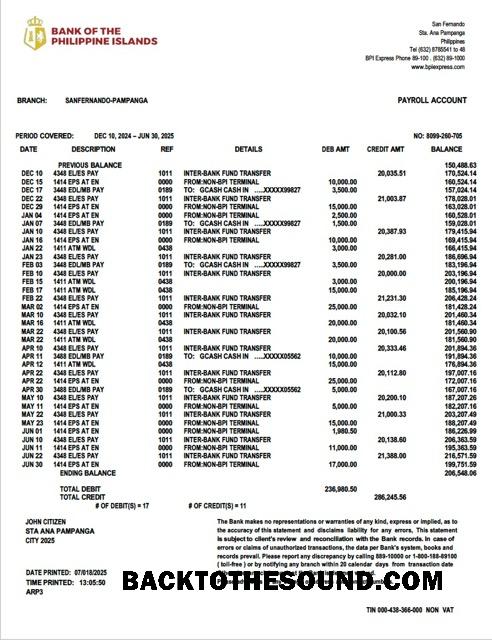 BANK OF THE
PHILIPPINE ISLANDS
San Fernando
Sta. Ana Pampanga
Philippines
Tel (632) 8785541 to 48
BPI Express Phone 89-100 . (632) 89-1000
www.bpiexpress.com
BRANCH: SANFERNANDO-PAMPANGA PAYROLL ACCOUNT
PERIOD COVERED: DEC 10, 2024 – JUN 30, 2025 NO: 8099-260-705
DATE DESCRIPTION REF DETAILS DEB AMT CREDIT AMT BALANCE
PREVIOUS BALANCE 150,488.63
DEC 10 4348 EL/ES PAY 1011 INTER-BANK FUND TRANSFER 20,035.51 170,524.14
DEC 15 1414 EPS AT EN 0000 FROM:NON-BPI TERMINAL 10,000.00 160,524.14
DEC 17 3488 EDL/MB PAY 0189 TO: GCASH CASH IN ....XXXXX99827 3,500.00 157,024.14
DEC 22 4348 EL/ES PAY 1011 INTER-BANK FUND TRANSFER 21,003.87 178,028.01
DEC 29 1414 EPS AT EN 0000 FROM:NON-BPI TERMINAL 15,000.00 163,028.01
JAN 04 1414 EPS AT EN 0000 FROM:NON-BPI TERMINAL 2,500.00 160,528.01
JAN 07 3488 EDL/MB PAY 0189 TO: GCASH CASH IN ....XXXXX99827 1,500.00 159,028.01
JAN 10 4348 EL/ES PAY 1011 INTER-BANK FUND TRANSFER 20,387.93 179,415.94
JAN 16 1414 EPS AT EN 0000 FROM:NON-BPI TERMINAL 10,000.00 169,415.94
JAN 22 1411 ATM WDL 0438 3,000.00 166,415.94
JAN 23 4348 EL/ES PAY 1011 INTER-BANK FUND TRANSFER 20,281.00 186,696.94
FEB 03 3488 EDL/MB PAY 0189 TO: GCASH CASH IN ....XXXXX99827 3,500.00 183,196.94
FEB 10 4348 EL/ES PAY 1011 INTER-BANK FUND TRANSFER 20,000.00 203,196.94
FEB 15 1411 ATM WDL 0438 3,000.00 200,196.94
FEB 17 1411 ATM WDL 0438 15,000.00 185,196.94
FEB 22 4348 EL/ES PAY 1011 INTER-BANK FUND TRANSFER 21,231.30 206,428.24
MAR 02 1414 EPS AT EN 0000 FROM:NON-BPI TERMINAL 25,000.00 181,428.24
MAR 10 4348 EL/ES PAY 1011 INTER-BANK FUND TRANSFER 20,032.10 201,460.34
MAR 16 1411 ATM WDL 0438 20,000.00 181,460.34
MAR 22 4348 EL/ES PAY 1011 INTER-BANK FUND TRANSFER 20,100.56 201,560.90
MAR 22 1411 ATM WDL 0438 20,000.00 181,560.90
APR 10 4348 EL/ES PAY 1011 INTER-BANK FUND TRANSFER 20,333.46 201,894.36
APR 11 3488 EDL/MB PAY 0189 TO: GCASH CASH IN ....XXXXX05562 10,000.00 191,894.36
APR 12 1411 ATM WDL 0438 15,000.00 176,894.36
APR 22 4348 EL/ES PAY 1011 INTER-BANK FUND TRANSFER 20,112.80 197,007.16
APR 22 1414 EPS AT EN 0000 FROM:NON-BPI TERMINAL 25,000.00 172,007.16
APR 30 3488 EDL/MB PAY 0189 TO: GCASH CASH IN ....XXXXX05562 5,000.00 167,007.16
MAY 10 4348 EL/ES PAY 1011 INTER-BANK FUND TRANSFER 20,200.10 187,207.26
MAY 11 1414 EPS AT EN 0000 FROM:NON-BPI TERMINAL 5,000.00 182,207.16
MAY 22 4348 EL/ES PAY 1011 INTER-BANK FUND TRANSFER 21,000.33 203,207.49
MAY 23 1414 EPS AT EN 0000 FROM:NON-BPI TERMINAL 15,000.00 188,207.49
JUN 01 1414 EPS AT EN 0000 FROM:NON-BPI TERMINAL 1,980.50 186,226.99
JUN 10 4348 EL/ES PAY 1011 INTER-BANK FUND TRANSFER 20,138.60 206,363.59
JUN 11 1414 EPS AT EN 0000 FROM:NON-BPI TERMINAL 11,000.00 195,363.59
JUN 22 4348 EL/ES PAY 1011 INTER-BANK FUND TRANSFER 21,388.00 216,571.59
JUN 30 1414 EPS AT EN 0000 FROM:NON-BPI TERMINAL 17,000.00 199,751.59
ENDING BALANCE 206,548.06
TOTAL DEBIT 236,980.50
TOTAL CREDIT 286,245.56
# OF DEBIT(S) = 17 # OF CREDIT(S) = 11
JOHN CITIZEN
STA ANA PAMPANGA
CITY 2025
The Bank makes no representations or warranties of any kind, express or implied, as to
the accuracy of this statement and disclaims liability for any errors. This statement
is subject to client's review and reconciliation with the Bank records. In case of
errors or claims of unauthorized transactions, the data per Bank's system, books and
records prevail. Please report any discrepancy by calling 889-10000 or 1-800-188-89100
( toll-free ) or by notifying any branch within 20 calendar days from transaction date
DATE PRINTED: 07/018/2025
TIME PRINTED: 13:05:50
ARP3
BACKTOTHESOUND.COM
TIN 000-438-366-000 NON VAT